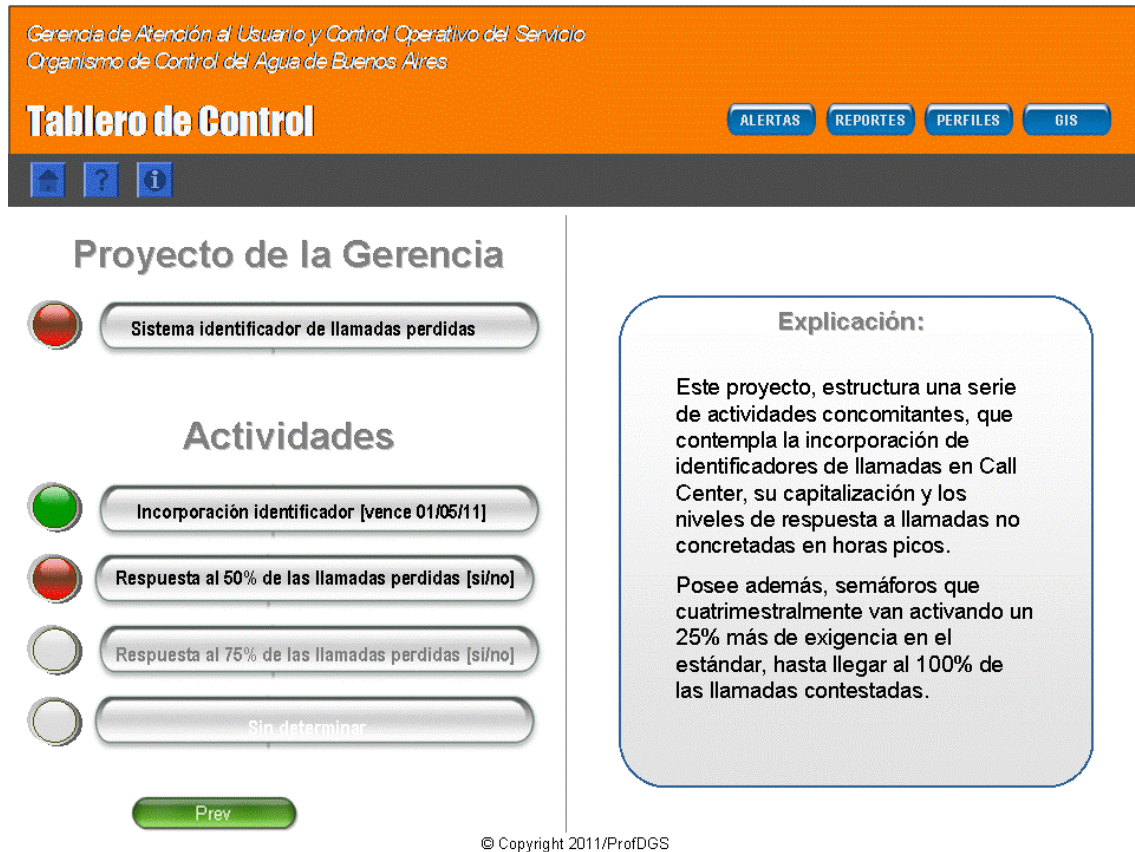 Gerencia de Atención al Usuario y Control Operativo del Servicio
Organismo de Control del Agua de Buenos Aires
Tablero de Control
ALERTAS
REPORTES
PERFILES
GIS
?
i
Proyecto de la Gerencia
Sistema identificador de llamadas perdidas
Actividades
Incorporación identificador [vence 01/05/11]
Respuesta al 50% de las llamadas perdidas [si/no]
Respuesta al 75% de las llamadas perdidas [si/no]
Sin determinar
Prev
Explicación:
Este proyecto, estructura una serie
de actividades concomitantes, que
contempla la incorporación de
identificadores de llamadas en Call
Center, su capitalización y los
niveles de respuesta a llamadas no
concretadas en horas picos.
Posee además, semáforos que
cuatrimestralmente van activando un
25% más de exigencia en el
estándar, hasta llegar al 100% de
las llamadas contestadas.
© Copyright 2011/ProfDGS